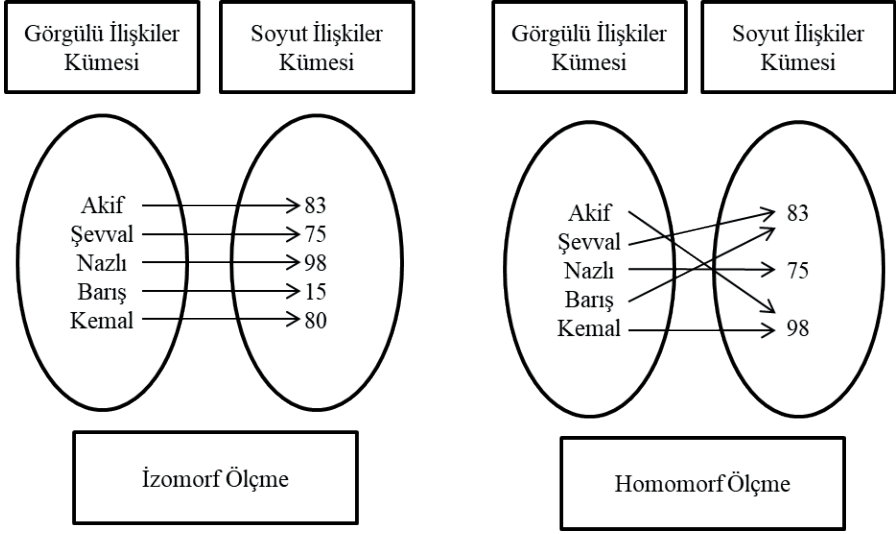 Görgülü İlişkiler
Kümesi
Soyut İlişkiler
Kümesi
Akif
Şevval
Nazlı
Barış
Kemal
83
75
98
15
80
İzomorf Ölçme
Görgülü İlişkiler
Kümesi
Soyut İlişkiler
Kümesi
Akif
Şevval
Nazlı
Barış
Kemal
83
75
98
Homomorf Ölçme